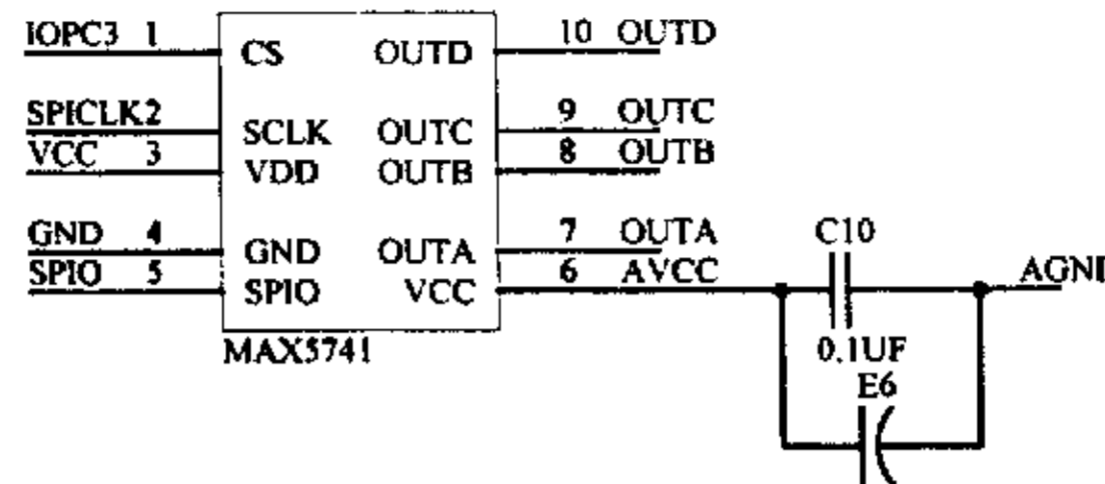 IOPC3 1 CS OUTD 10 OUTD
SPICLK2 SCLK OUTC 9 OUTC
VCC 3 VDD OUTB 8 OUTB
GND 4 GND OUTA 7 OUTA C10
SPIO 5 SPIO VCC 6 AVCC AGND
MAX5741 0.1UF
E6